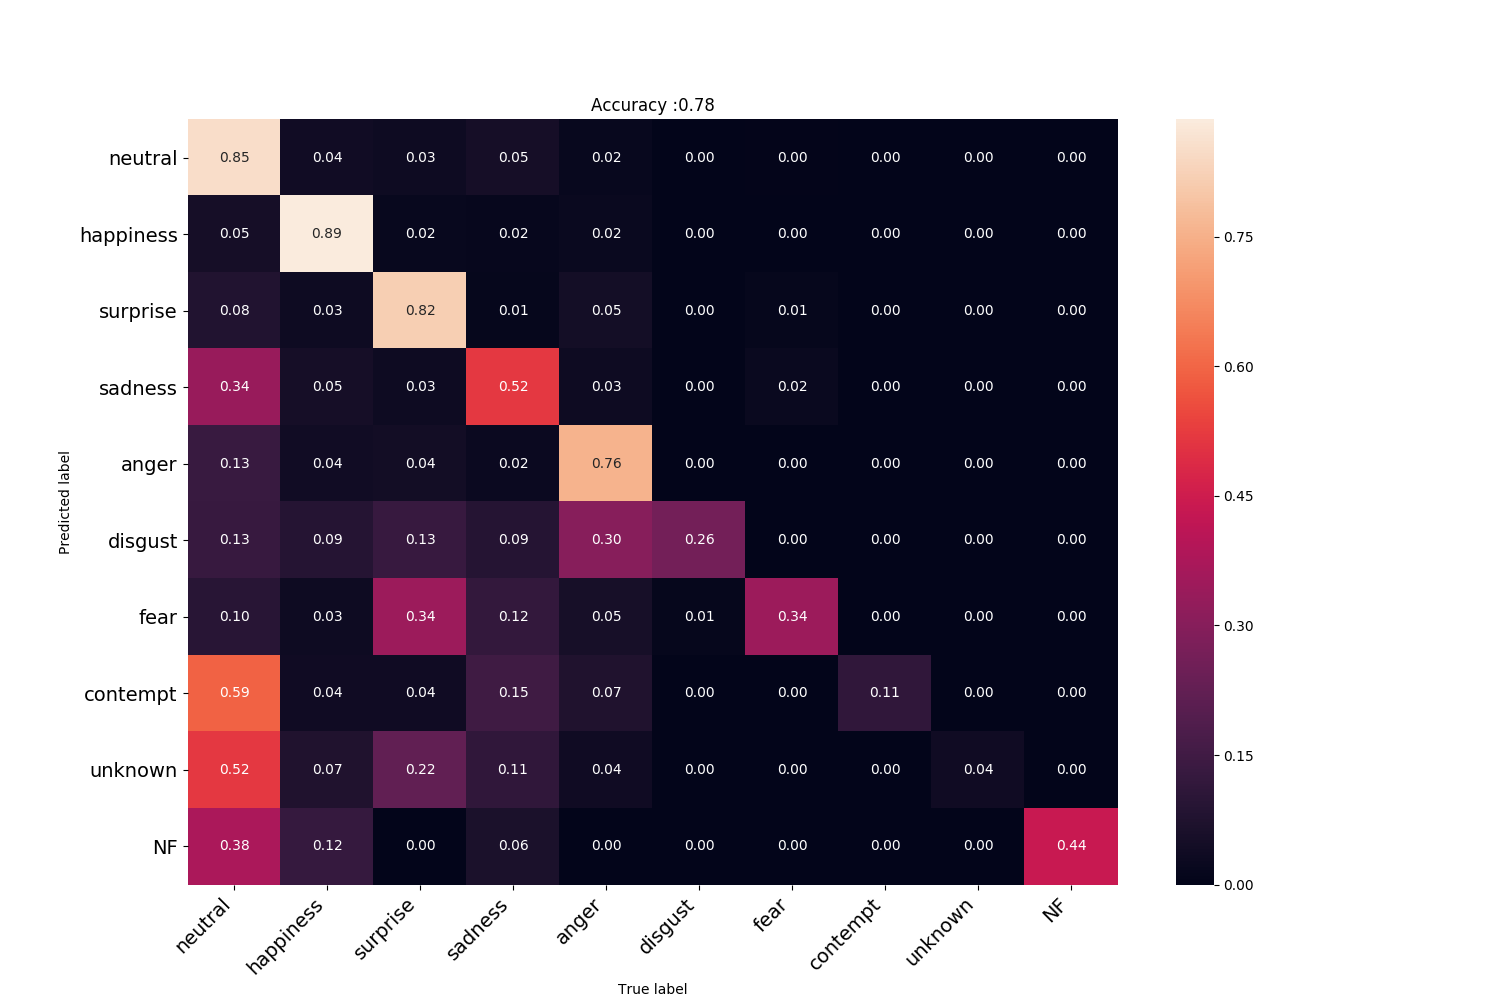 Accuracy :0.78
neutral 0.85 0.04 0.03 0.05 0.02 0.00 0.00 0.00 0.00 0.00
happiness 0.05 0.89 0.02 0.02 0.02 0.00 0.00 0.00 0.00 0.00
surprise 0.08 0.03 0.82 0.01 0.05 0.00 0.01 0.00 0.00 0.00
sadness 0.34 0.05 0.03 0.52 0.03 0.00 0.02 0.00 0.00 0.00
anger 0.13 0.04 0.04 0.02 0.76 0.00 0.00 0.00 0.00 0.00
disgust 0.13 0.09 0.13 0.09 0.30 0.26 0.00 0.00 0.00 0.00
fear 0.10 0.03 0.34 0.12 0.05 0.01 0.34 0.00 0.00 0.00
contempt 0.59 0.04 0.04 0.15 0.07 0.00 0.00 0.11 0.00 0.00
unknown 0.52 0.07 0.22 0.11 0.04 0.00 0.00 0.00 0.04 0.00
NF 0.38 0.12 0.00 0.06 0.00 0.00 0.00 0.00 0.00 0.44
neutral happiness surprise sadness anger disgust fear contempt unknown NF
True label
Predicted label
0.75
0.60
0.45
0.30
0.15
0.00